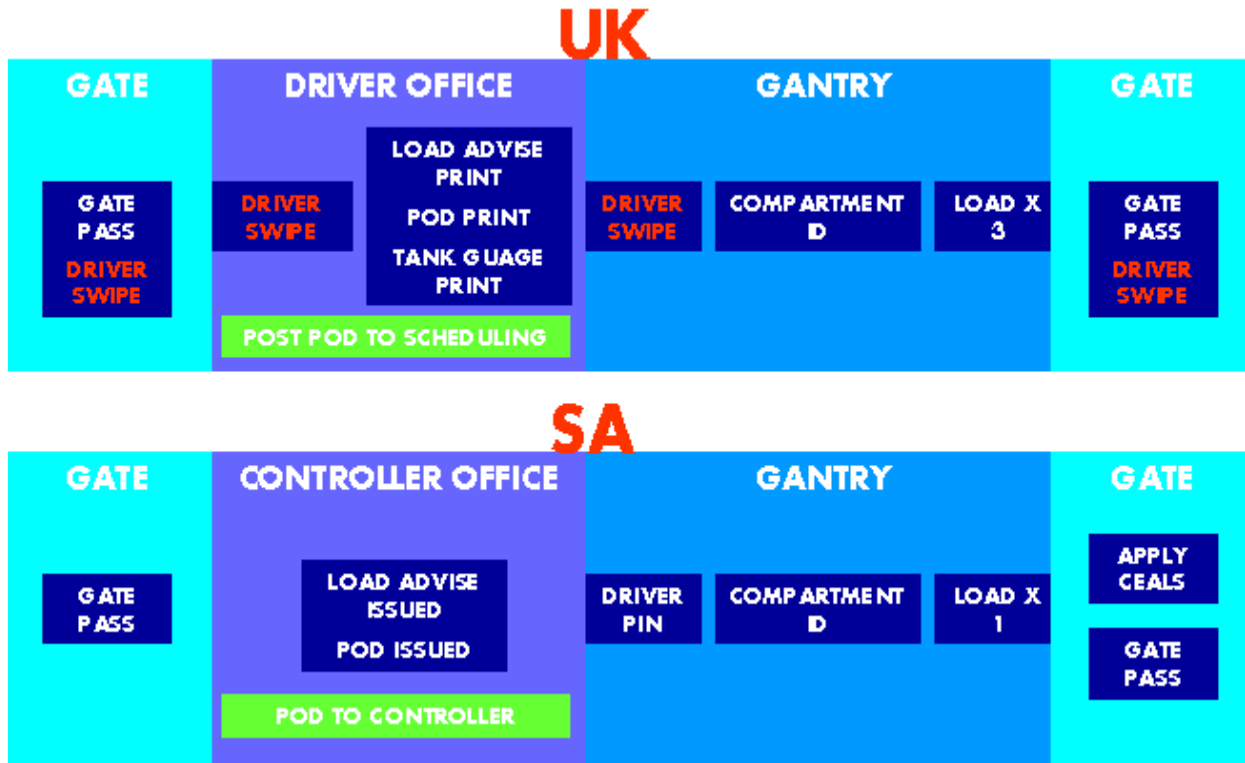 UK
GATE
DRIVER OFFICE
GANTRY
GATE
GATE
PASS
DRIVER
SWIPE
DRIVER
SWIPE
LOAD ADVISE
PRINT
POD PRINT
TANK GUAGE
PRINT
POST POD TO SCHEDULING
DRIVER
SWIPE
COMPARTMENT
ID
LOAD X
3
GATE
PASS
DRIVER
SWIPE
SA
GATE
CONTROLLER OFFICE
GANTRY
GATE
GATE
PASS
LOAD ADVISE
ISSUED
POD ISSUED
POD TO CONTROLLER
DRIVER
PIN
COMPARTMENT
ID
LOAD X
1
APPLY
CEALS
GATE
PASS